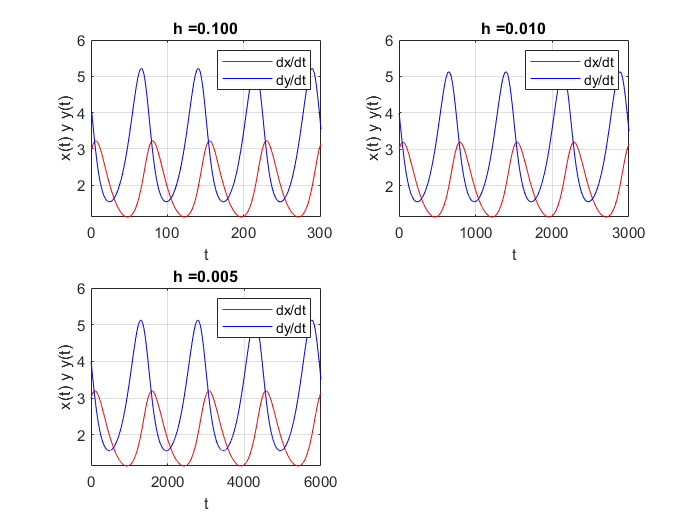 h =0.100
6
5
4
3
2
x(t) y y(t)
dx/dt
dy/dt
0 100 200 300
t
h =0.010
6
5
4
3
2
x(t) y y(t)
dx/dt
dy/dt
0 1000 2000 3000
t
h =0.005
6
5
4
3
2
x(t) y y(t)
dx/dt
dy/dt
0 2000 4000 6000
t